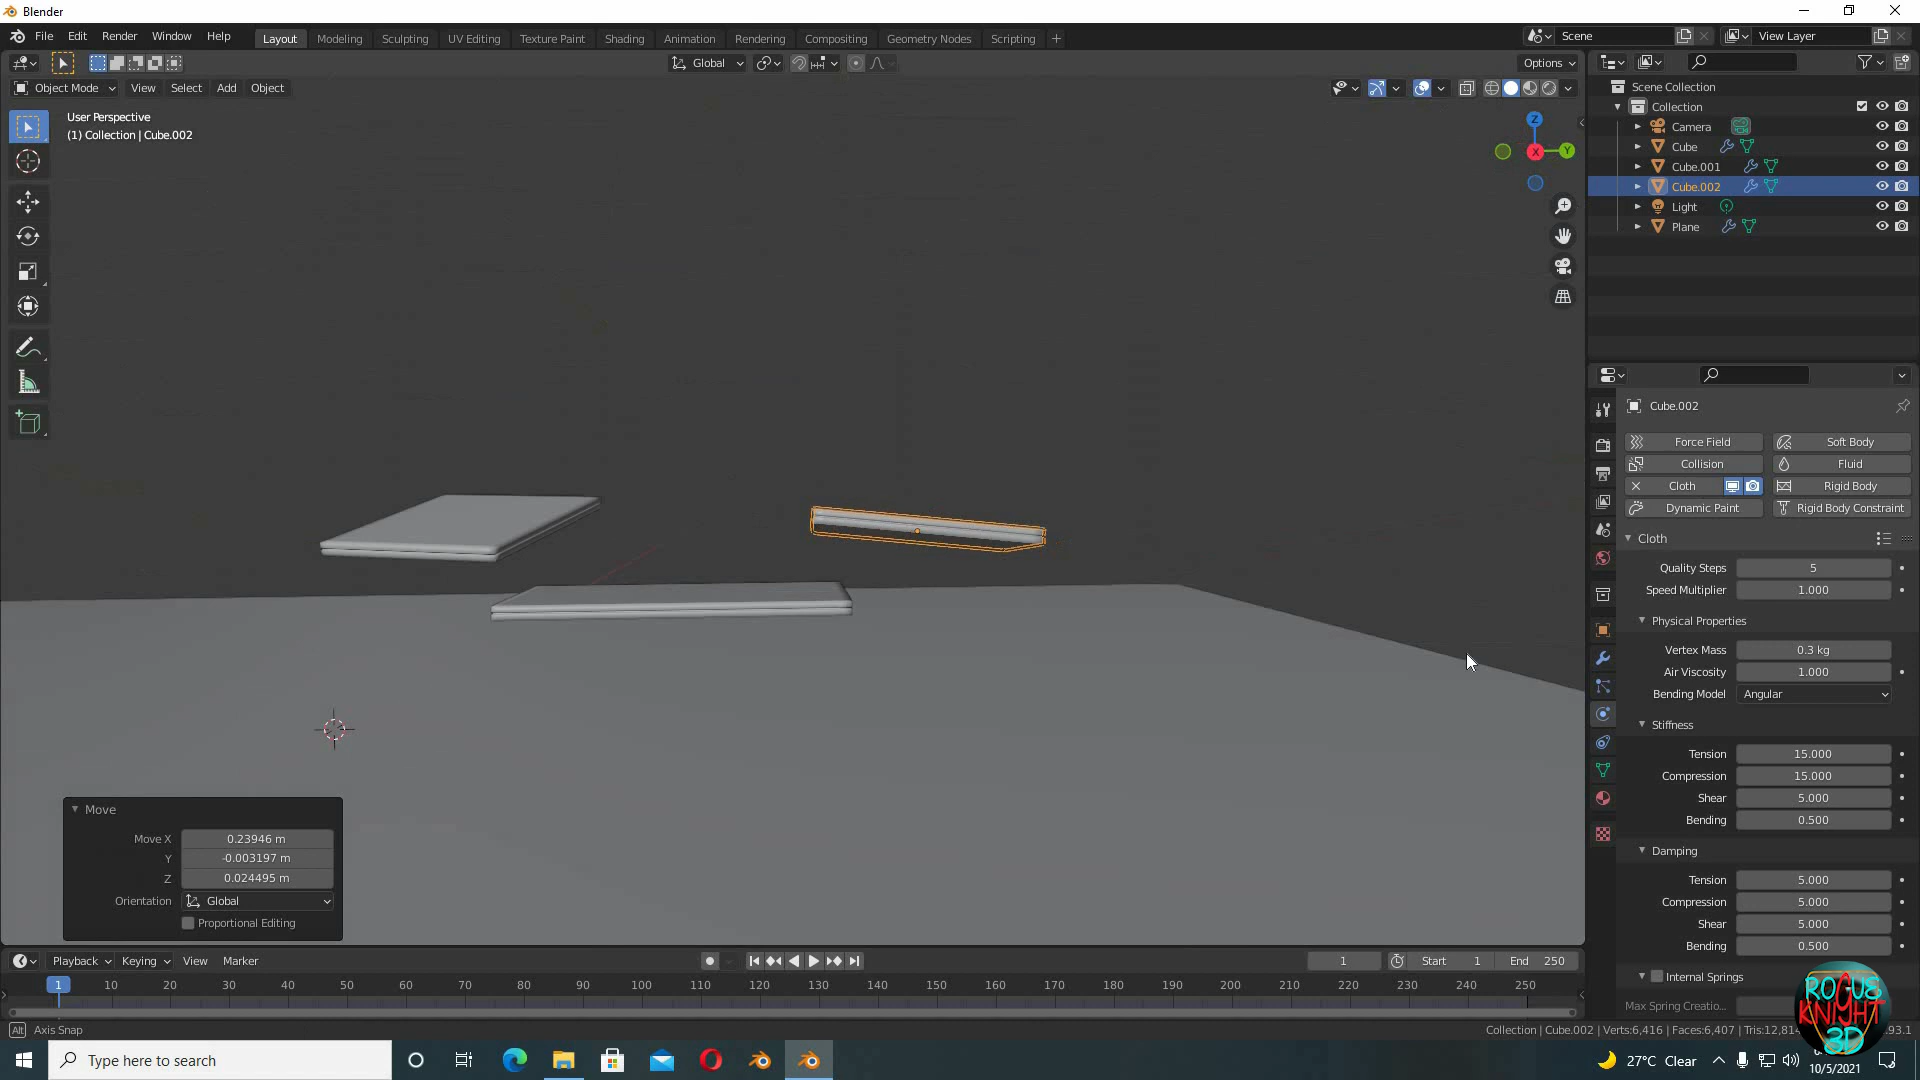 Blender
File Edit Render Window Help
Layout Modeling Sculpting UV Editing Texture Paint Shading Animation Rendering Compositing Geometry Nodes Scripting +
Scene View Layer
Global Options
Object Mode View Select Add Object
User Perspective
(1) Collection | Cube.002
Z
X
Y
Scene Collection
Collection
Camera
Cube
Cube.001
Cube.002
Light
Plane
Cube.002
Force Field Soft Body
Collision Fluid
Cloth Rigid Body
Dynamic Paint Rigid Body Constraint
Cloth
Quality Steps 5
Speed Multiplier 1.000
Physical Properties
Vertex Mass 0.3 kg
Air Viscosity 1.000
Bending Model Angular
Stiffness
Tension 15.000
Compression 15.000
Shear 5.000
Bending 0.500
Damping
Tension 5.000
Compression 5.000
Shear 5.000
Bending 0.500
Internal Springs
Max Spring Creatio...
Move
Move X 0.23946 m
Y -0.003197 m
Z 0.024495 m
Orientation Global
Proportional Editing
Playback Keying View Marker
1 Start 1 End 250
1 10 20 30 40 50 60 70 80 90 100 110 120 130 140 150 160 170 180 190 200 210 220 230 240 250
Alt Axis Snap
Collection | Cube.002 | Verts:6,416 | Faces:6,407 | Tris:12,81
.93.1
ROGUE
KNIGHT
3D
Type here to search
27°C Clear
10/5/2021